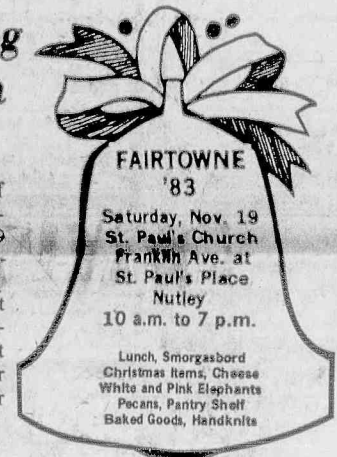 FAIRTOWNE
'83
Saturday, Nov. 19
St. Paul's Church
Franklin Ave. at
St. Paul's Place
Nutley
10 a.m. to 7 p.m.
Lunch, Smorgasbord
Christmas Items, Cheese
White and Pink Elephants
Pecans, Pantry Shelf
Baked Goods, Handknits